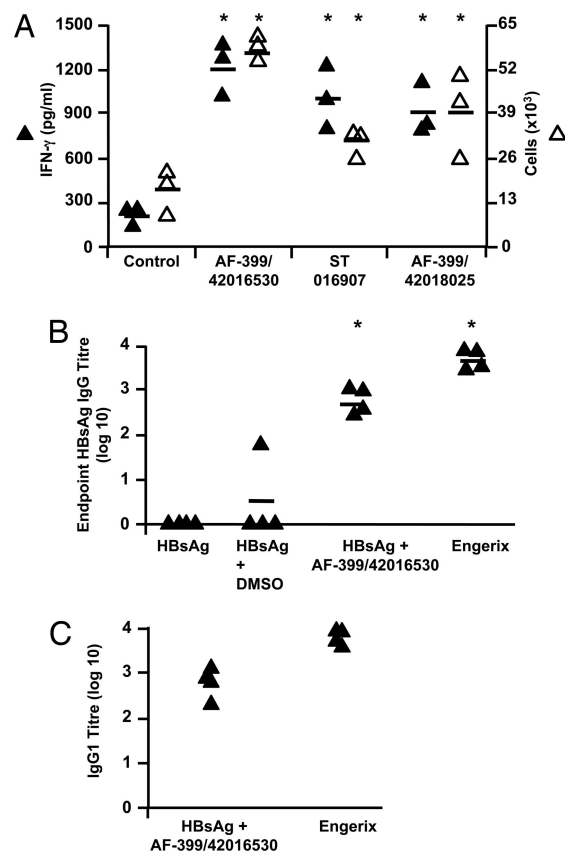 A
* * * * * *
1500
1200
900
600
300
0
IFN-γ (pg/ml)
65
52
39
26
13
0
Cells (x10³)
Control
AF-399/
42016530
ST
016907
AF-399/
42018025
B
* *
4
3
2
1
0
Endpoint HBsAg IgG Titre
(log 10)
HBsAg
HBsAg
+
DMSO
HBsAg +
AF-399/42016530
Engerix
C
4
3
2
1
0
IgG1 Titre (log 10)
HBsAg +
AF-399/42016530
Engerix